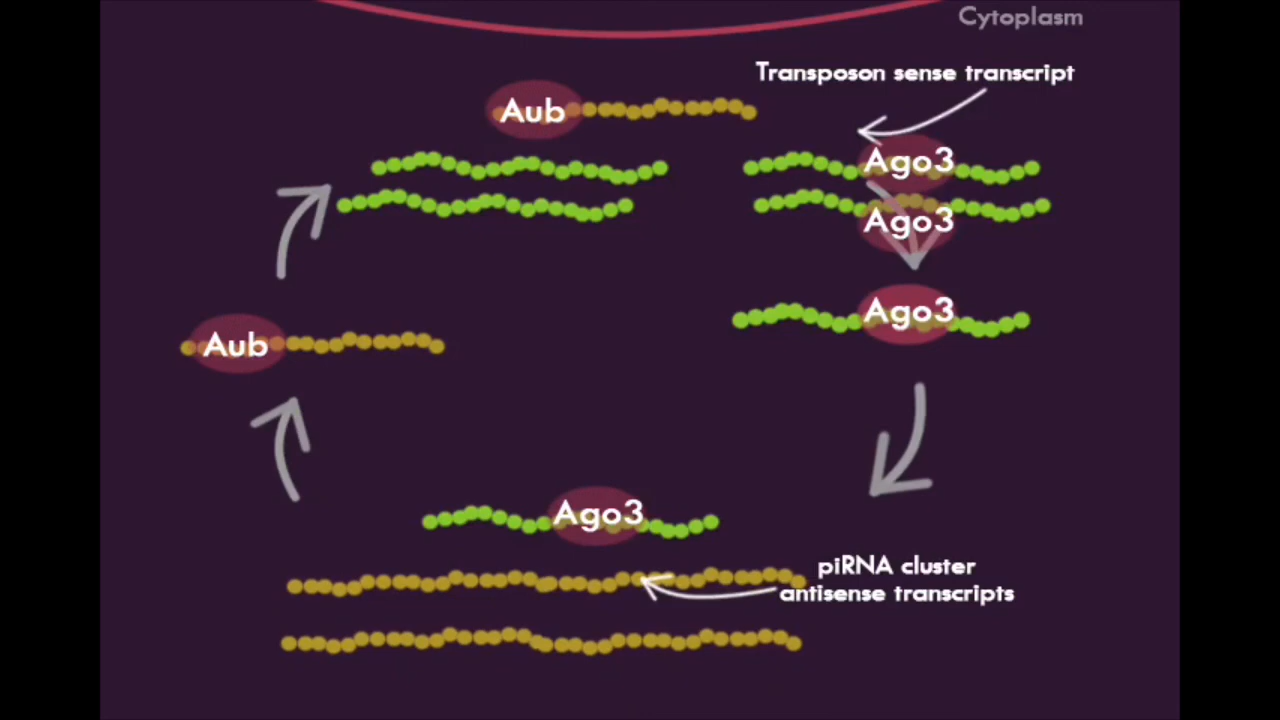 Cytoplasm
Transposon sense transcript
Aub
Ago3
Ago3
Ago3
Aub
Ago3
piRNA cluster
antisense transcripts